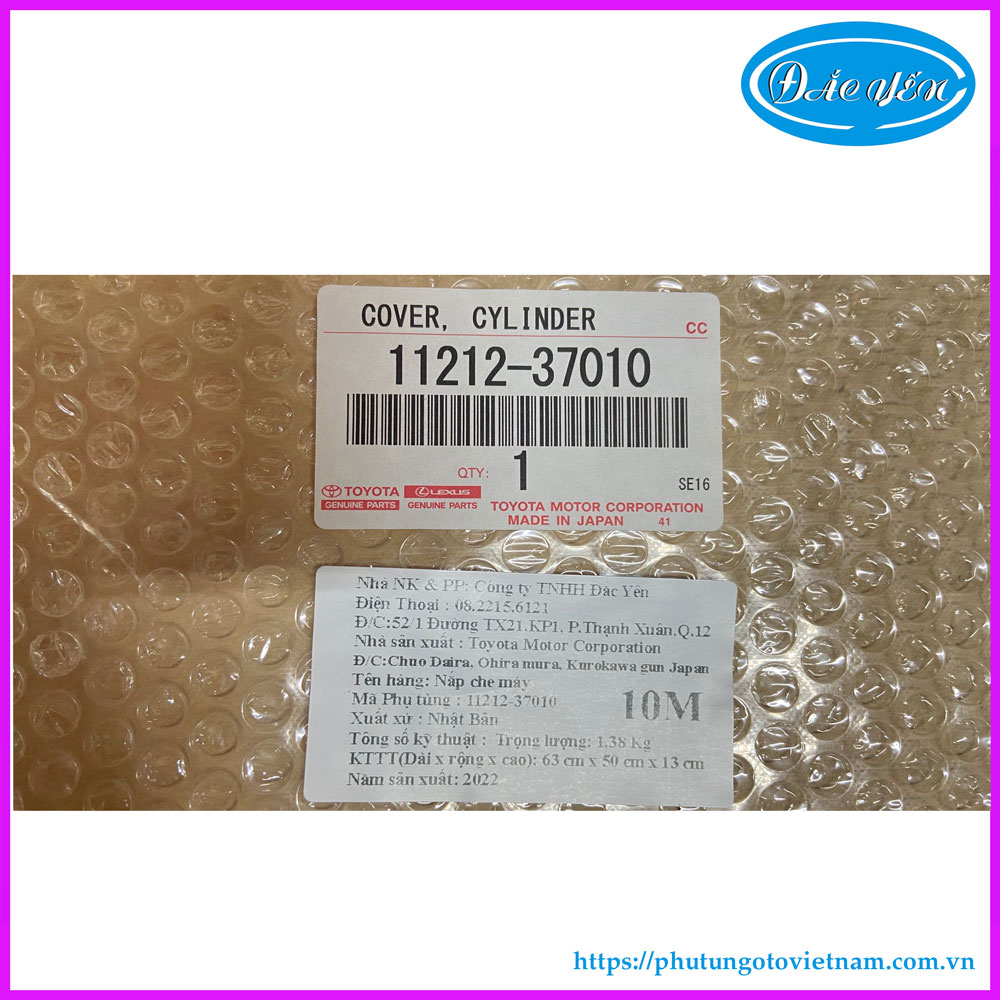 ĐẮC YẾN
COVER, CYLINDER
CC
11212-37010
QTY: 1
SE16
TOYOTA LEXUS TOYOTA MOTOR CORPORATION
GENUINE PARTS GENUINE PARTS MADE IN JAPAN 41
Nhà NK & PP: Công ty TNHH Đắc Yến
Điện Thoại : 08.2215.6121
Đ/C:52/1 Đường TX21,KP1, P.Thạnh Xuân,Q.12
Nhà sản xuất : Toyota Motor Corporation
Đ/C:Chuo Daira, Ohira mura, Kurokawa gun Japan
Tên hàng: Nắp che máy
Mã Phụ tùng : 11212-37010
10M
Xuất xứ : Nhật Bản
Tổng số kỹ thuật : Trọng lượng: 1.38 Kg
KTTT(Dài x rộng x cao): 63 cm x 50 cm x 13 cm
Năm sản xuất: 2022
https://phutungotovietnam.com.vn